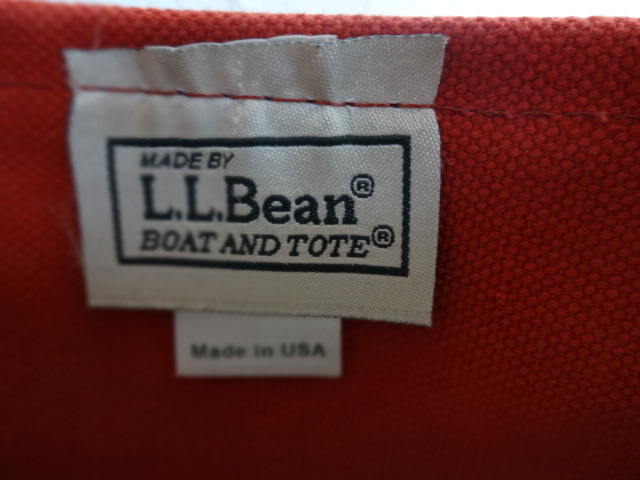 MADE BY
L.L.Bean®
BOAT AND TOTE®
Made in USA